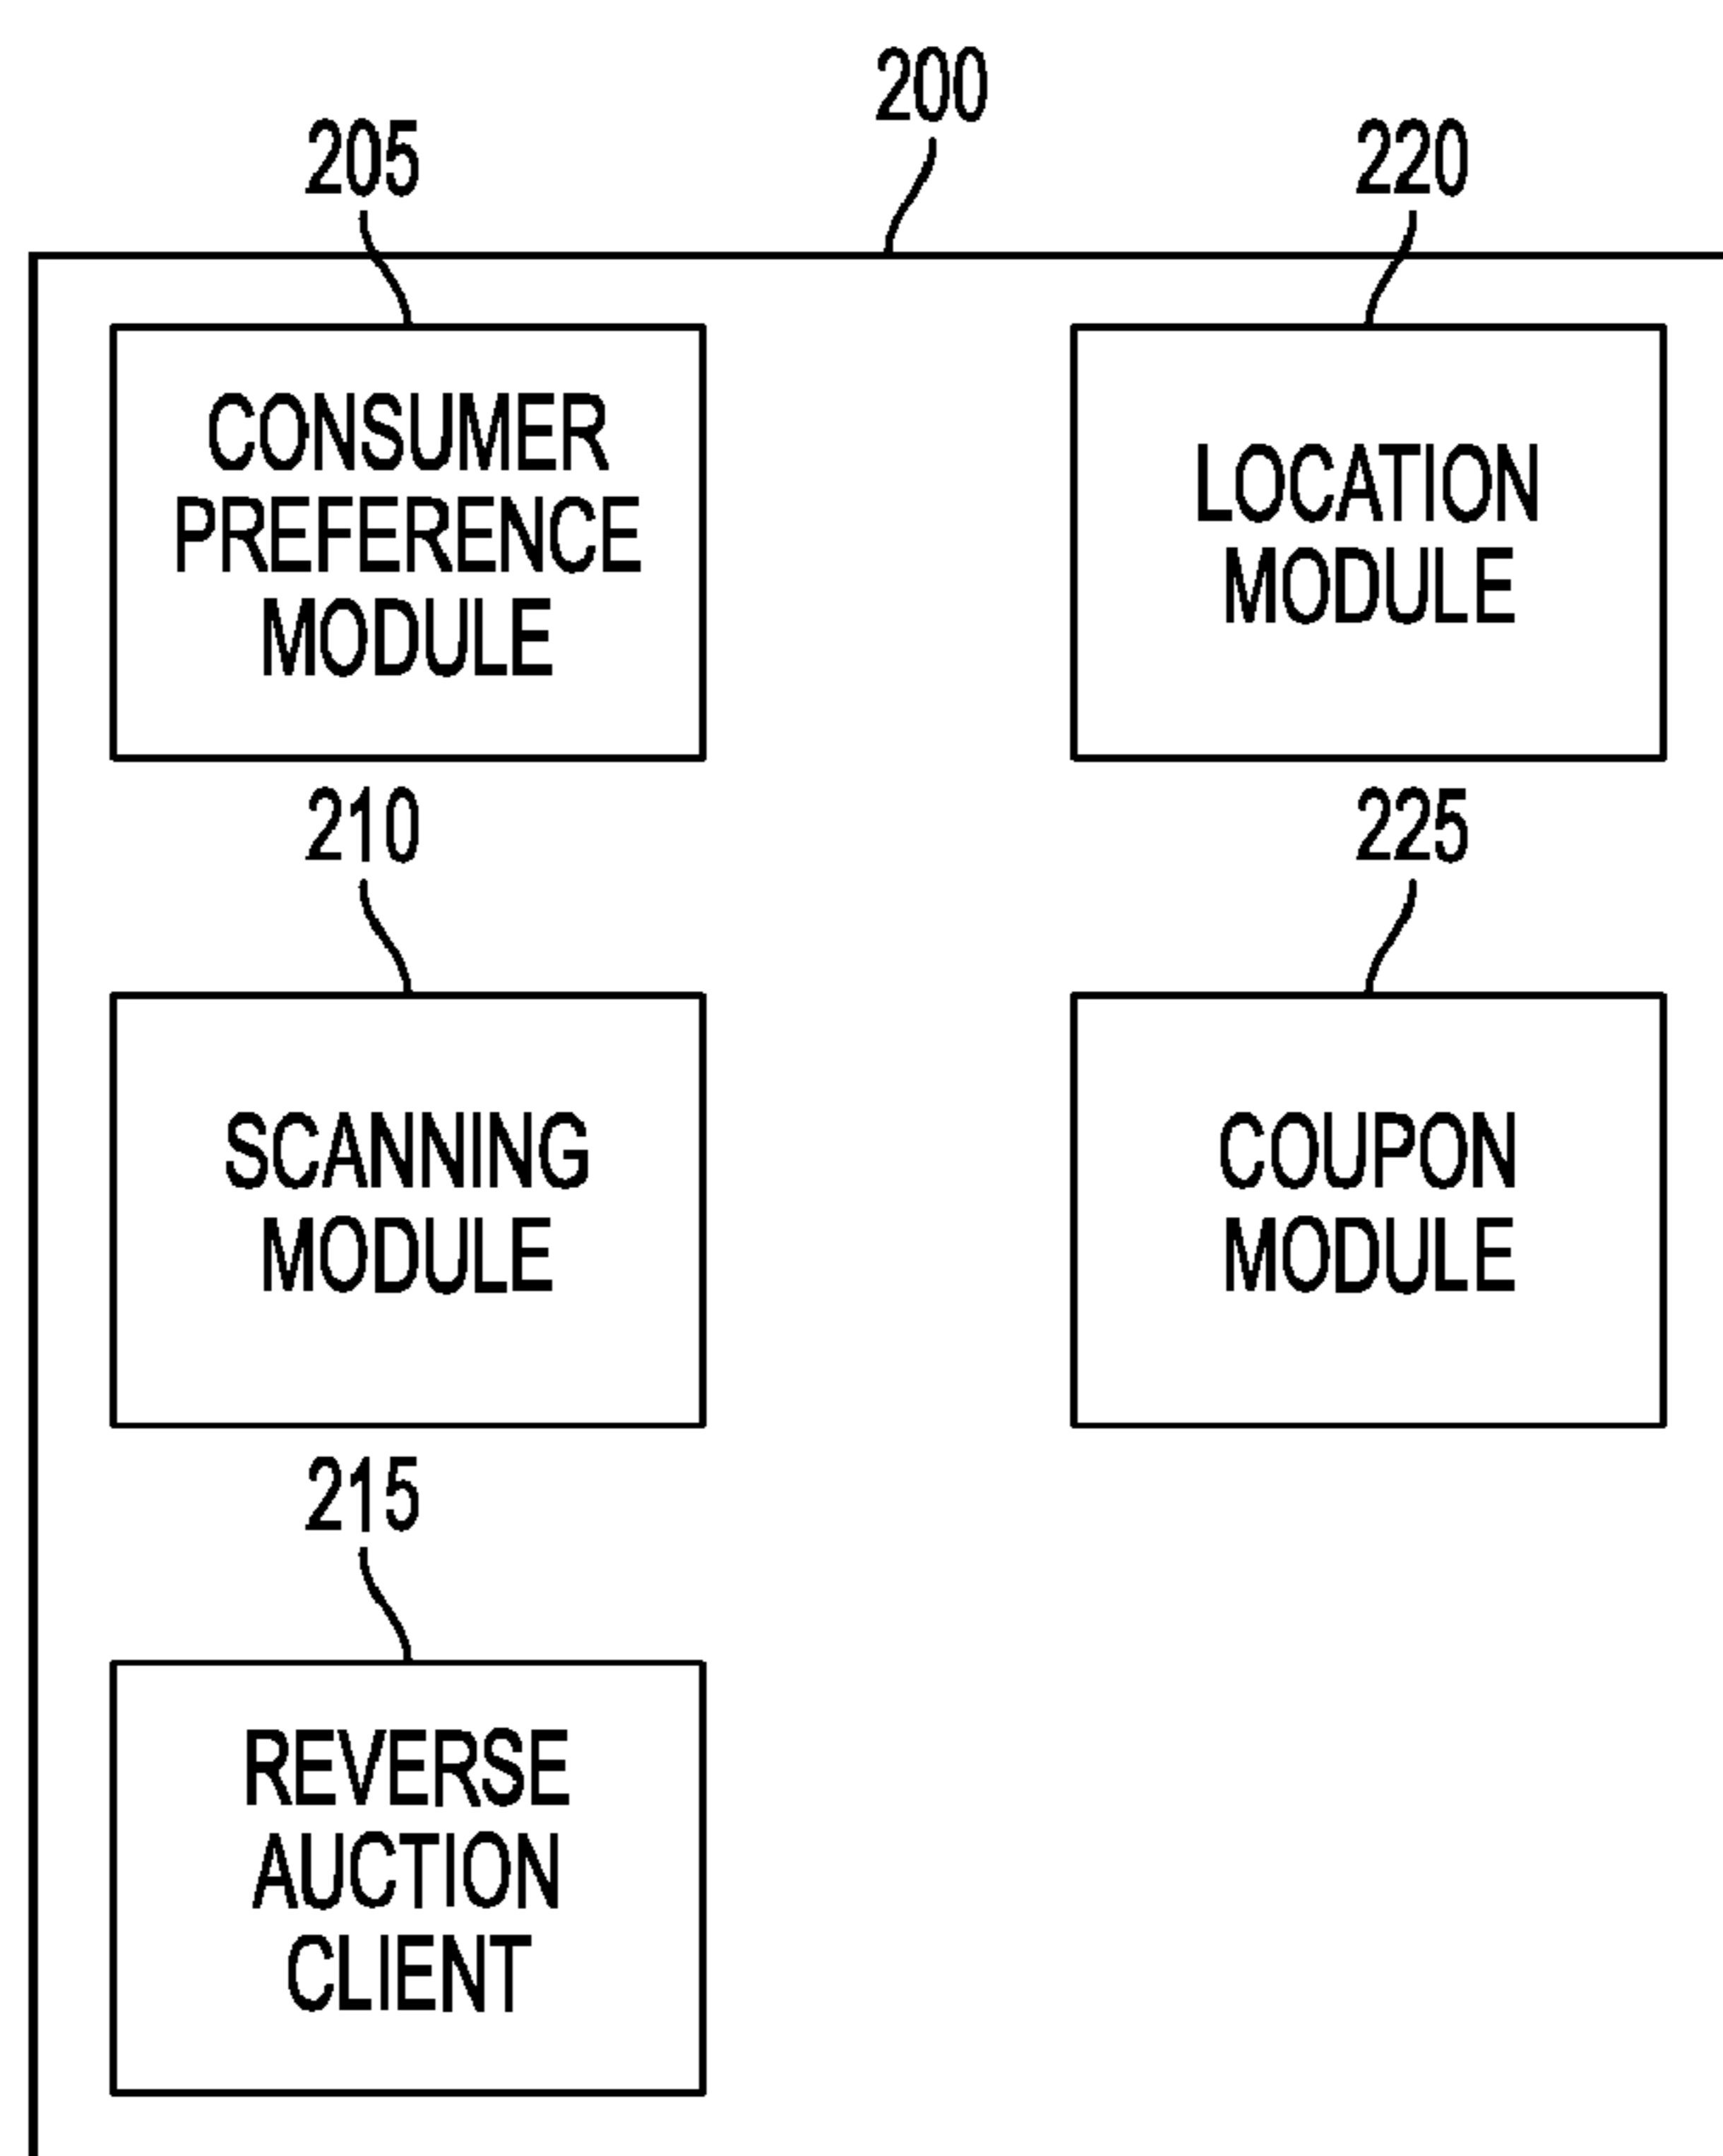 200
205
CONSUMER
PREFERENCE
MODULE
220
LOCATION
MODULE
210
SCANNING
MODULE
225
COUPON
MODULE
215
REVERSE
AUCTION
CLIENT